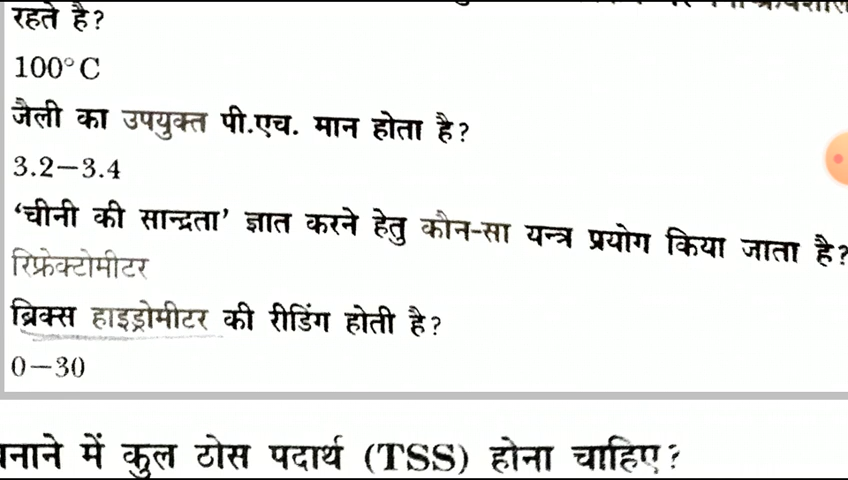 रहते है?
100°C
जैली का उपयुक्त पी.एच. मान होता है?
3.2–3.4
‘चीनी की सान्द्रता’ ज्ञात करने हेतु कौन-सा यन्त्र प्रयोग किया जाता है?
रिफ्रेक्टोमीटर
ब्रिक्स हाइड्रोमीटर की रीडिंग होती है?
0–30
में कुल ठोस पदार्थ (TSS) होना चाहिए?